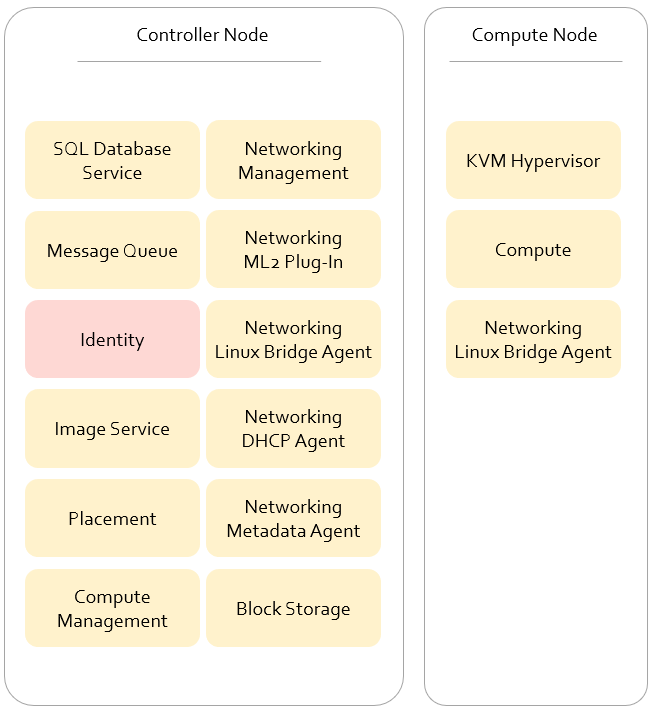 Controller Node
SQL Database
Service
Message Queue
Identity
Image Service
Placement
Compute
Management
Networking
Management
Networking
ML2 Plug-In
Networking
Linux Bridge Agent
Networking
DHCP Agent
Networking
Metadata Agent
Block Storage
Compute Node
KVM Hypervisor
Compute
Networking
Linux Bridge Agent